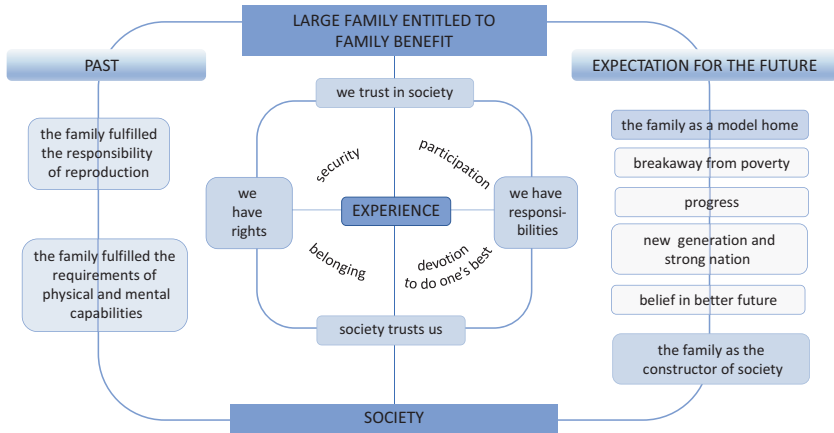 LARGE FAMILY ENTITLED TO
FAMILY BENEFIT
PAST
the family fulfilled
the responsibility
of reproduction
the family fulfilled the
requirements of
physical and mental
capabilities
we trust in society
security
participation
we
have
rights
EXPERIENCE
we have
responsi-
bilities
belonging
devotion
to do one's best
society trusts us
EXPECTATION FOR THE FUTURE
the family as a model home
breakaway from poverty
progress
new generation and
strong nation
belief in better future
the family as the
constructor of society
SOCIETY